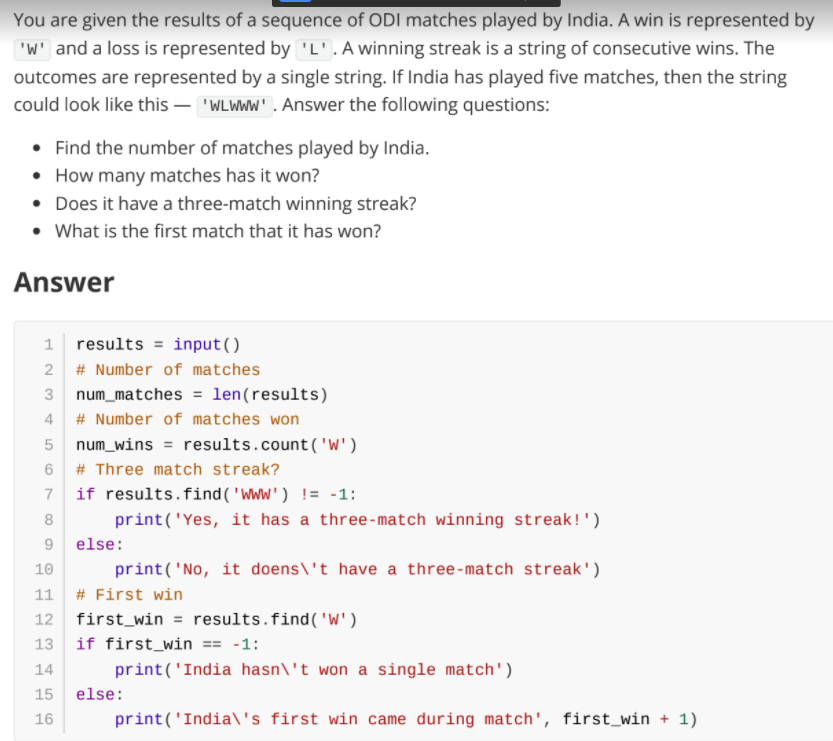 You are given the results of a sequence of ODI matches played by India. A win is represented by
'W' and a loss is represented by 'L'. A winning streak is a string of consecutive wins. The
outcomes are represented by a single string. If India has played five matches, then the string
could look like this — 'WLWWW'. Answer the following questions:
• Find the number of matches played by India.
• How many matches has it won?
• Does it have a three-match winning streak?
• What is the first match that it has won?
Answer
1 results = input()
2 # Number of matches
3 num_matches = len(results)
4 # Number of matches won
5 num_wins = results.count('W')
6 # Three match streak?
7 if results.find('WWW') != -1:
8     print('Yes, it has a three-match winning streak!')
9 else:
10     print('No, it doens\'t have a three-match streak')
11 # First win
12 first_win = results.find('W')
13 if first_win == -1:
14     print('India hasn\'t won a single match')
15 else:
16     print('India\'s first win came during match', first_win + 1)